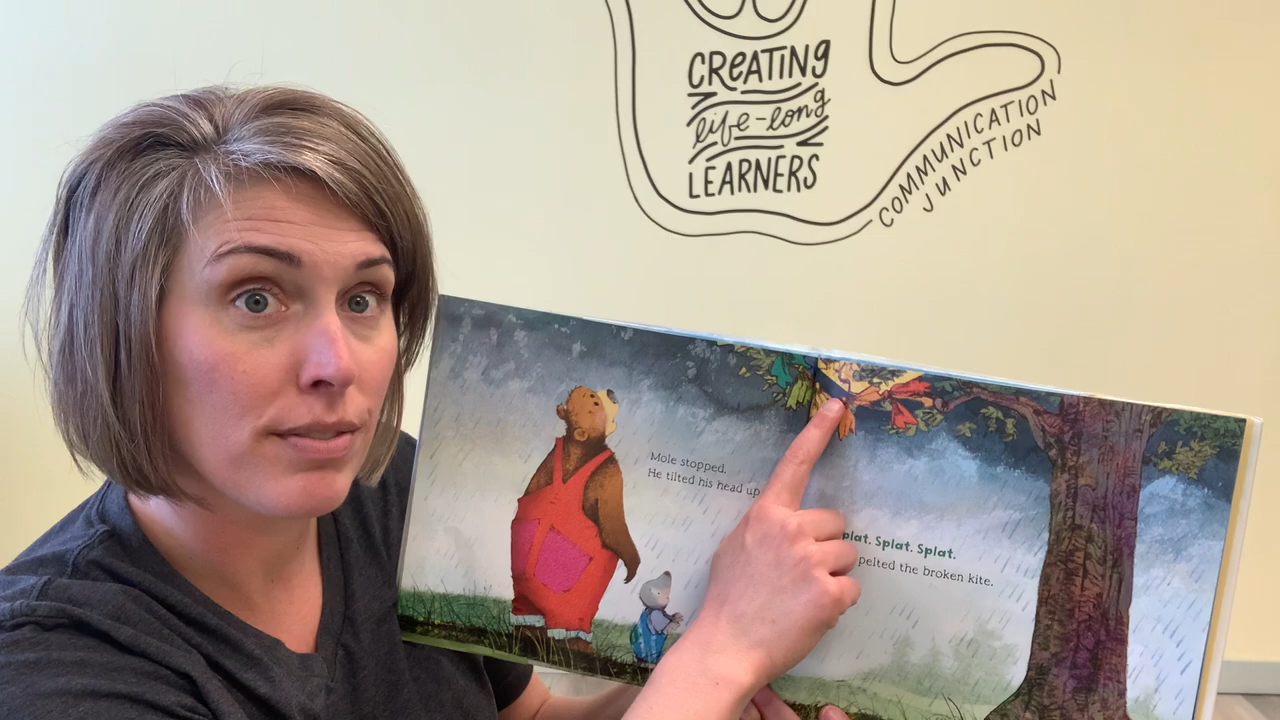 CREATING
life-long
LEARNERS
COMMUNICATION
JUNCTION
Mole stopped.
He tilted his head up
Splat. Splat. Splat.
pelted the broken kite.